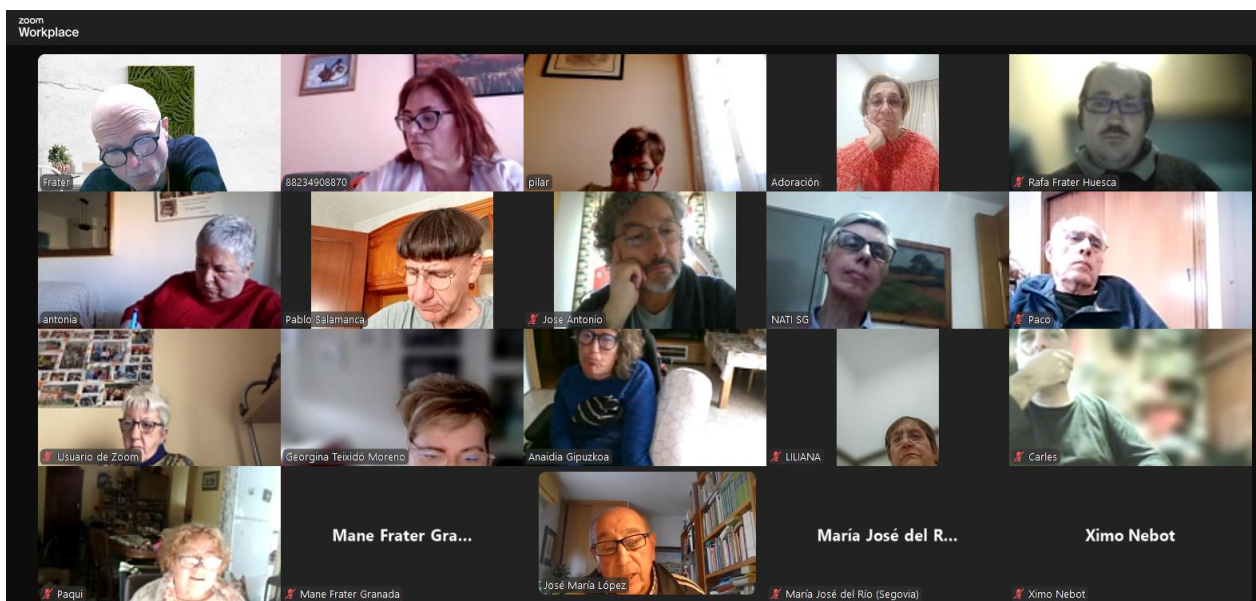 zoom
Workplace
Frater
88234908870
pilar
Adoración
Rafa Frater Huesca
antonia
Pablo Salamanca
Jose Antonio
NATI SG
Paco
Usuario de Zoom
Georgina Teixidó Moreno
Anaidia Gipuzkoa
LILIANA
Carles
Paqui
Mane Frater Gra...
Mane Frater Granada
José María López
María José del R...
María José del Río (Segovia)
Ximo Nebot
Ximo Nebot